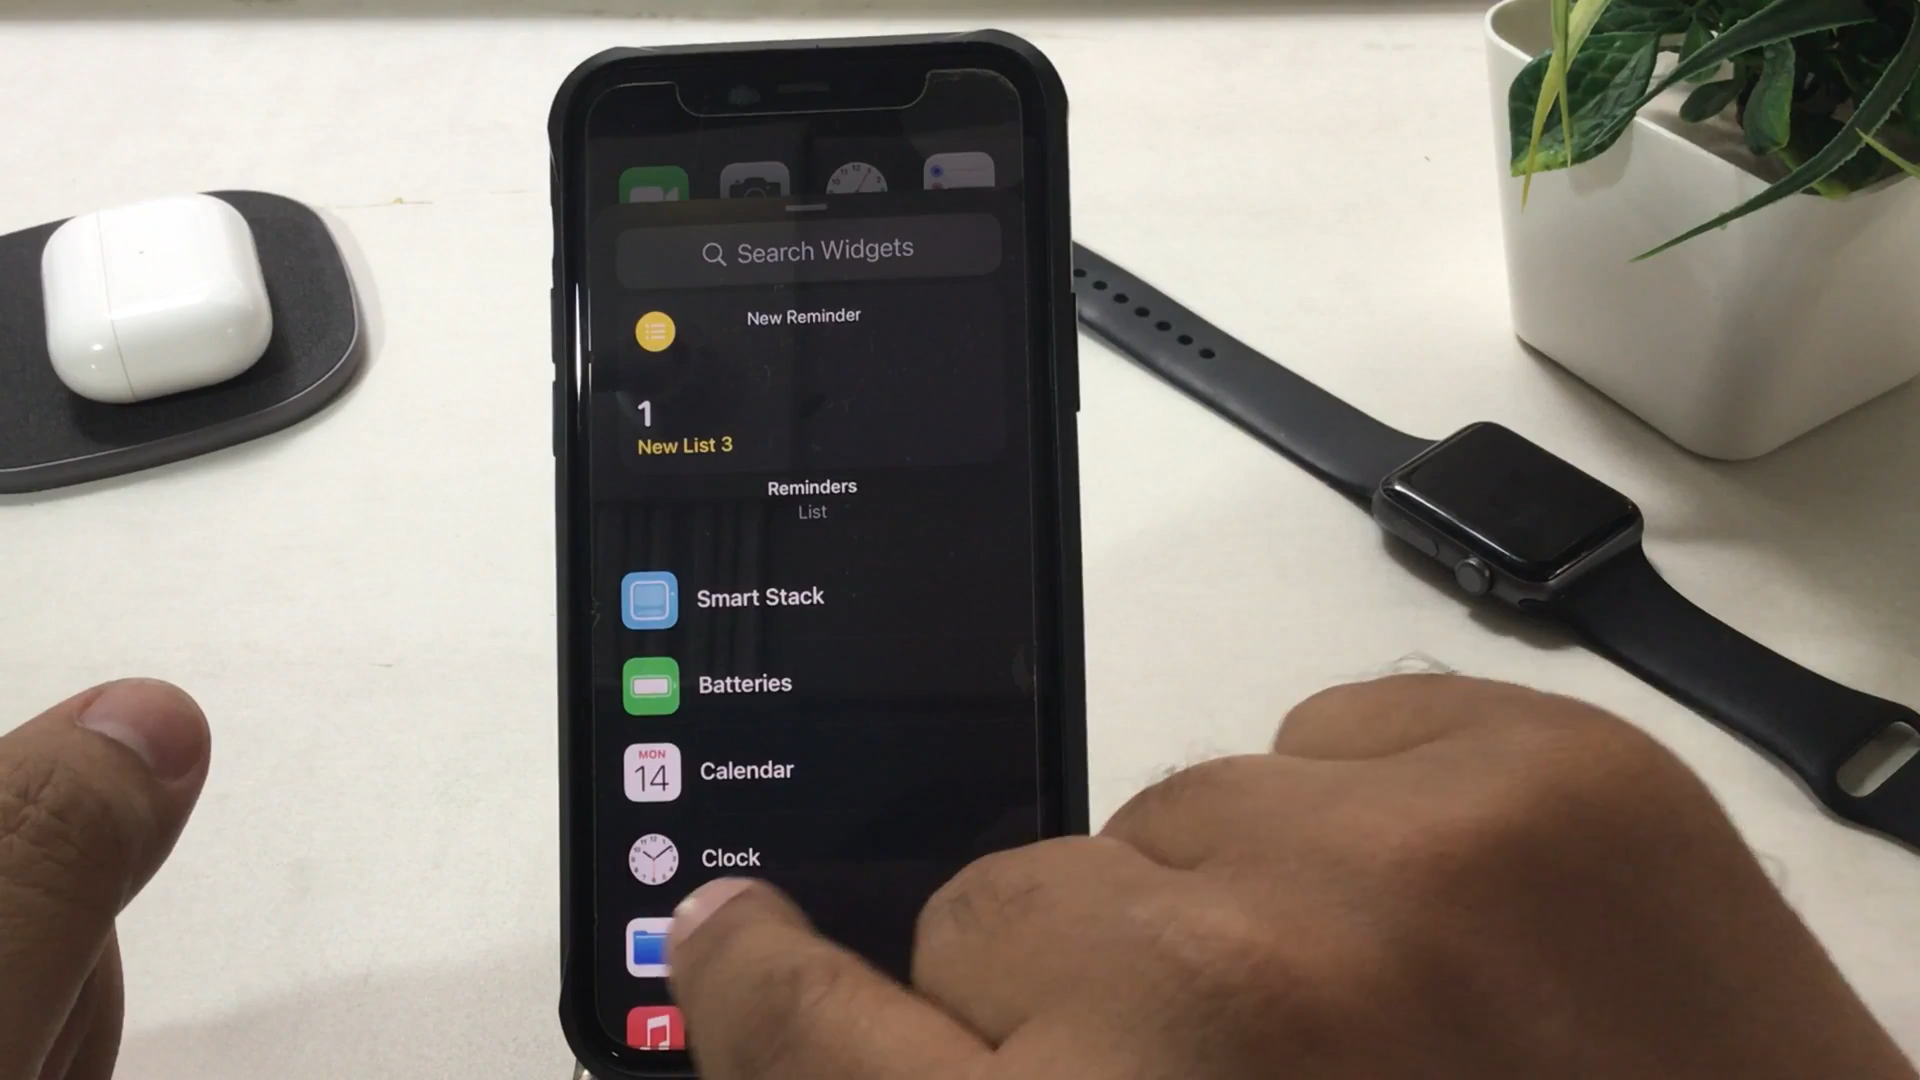 Search Widgets
New Reminder
1
New List 3
Reminders
List
Smart Stack
Batteries
MON
14
Calendar
Clock